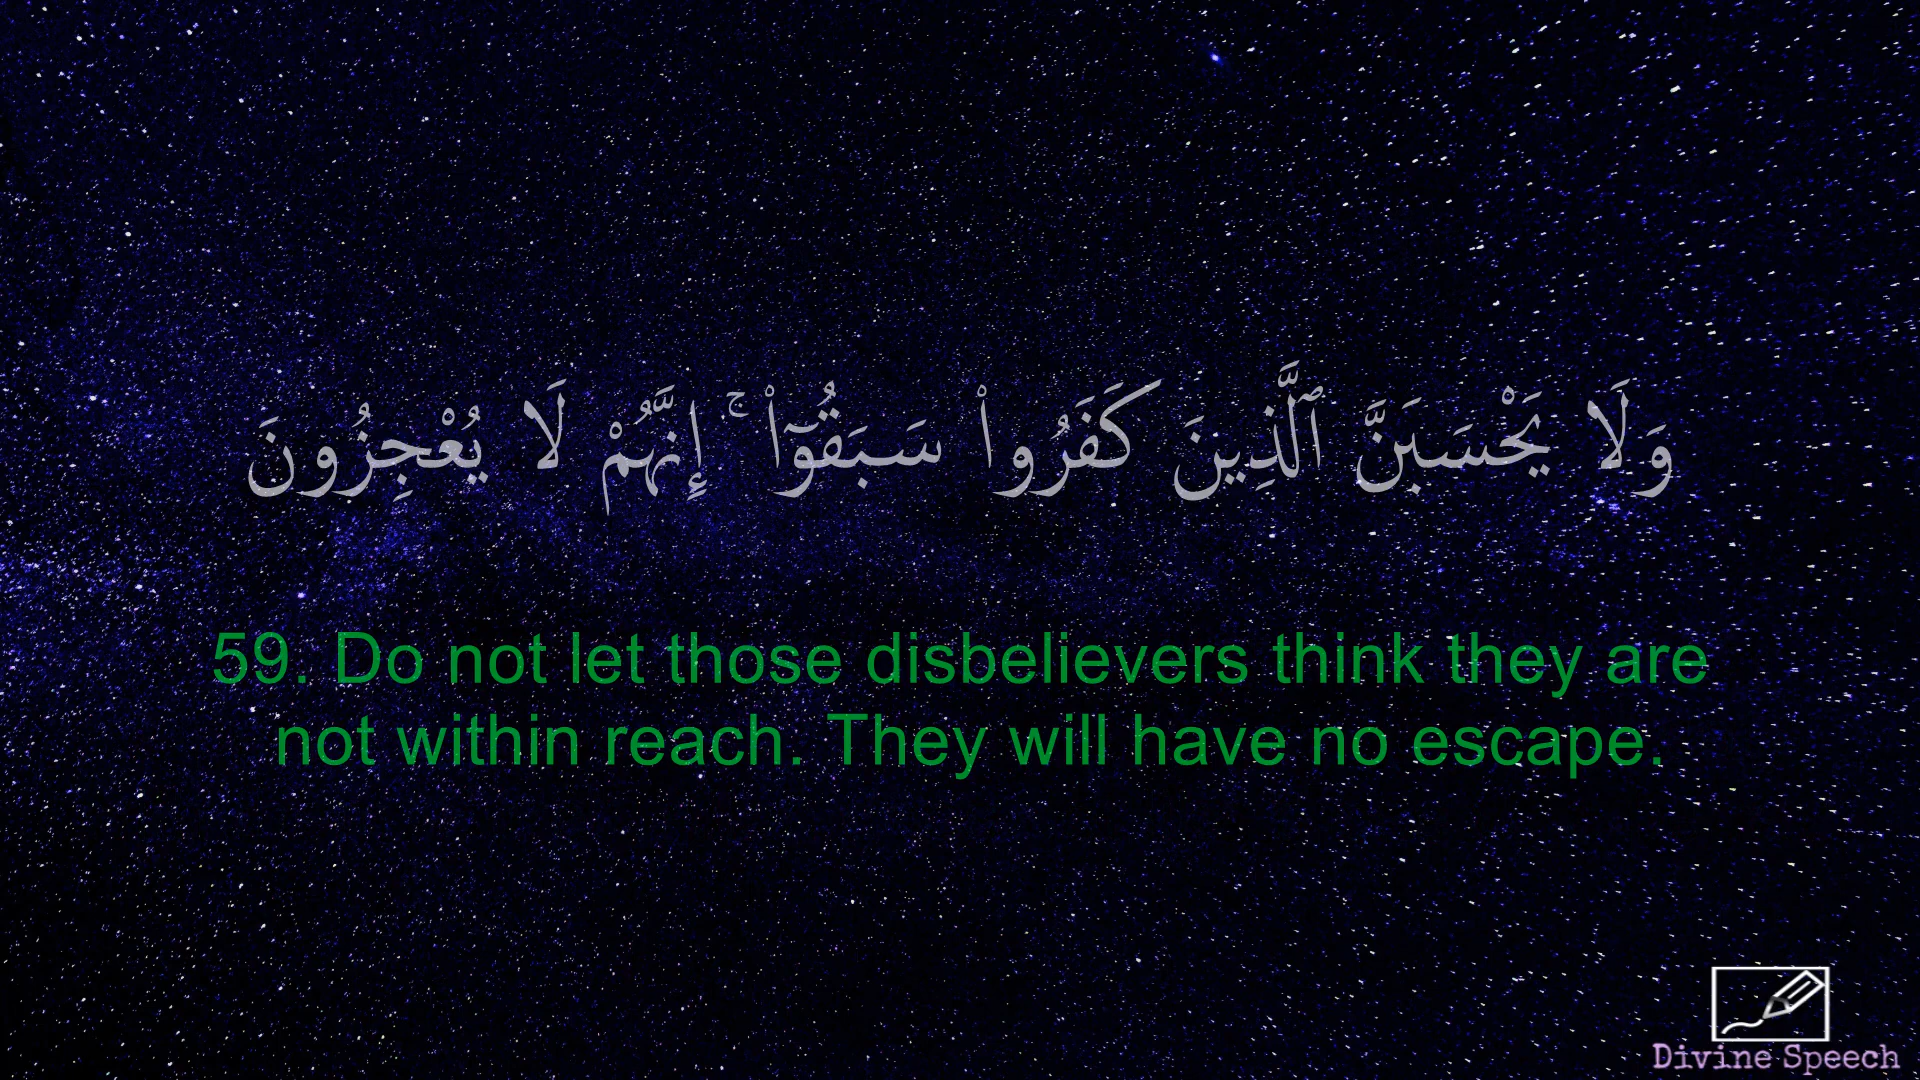 وَلَا يَحْسَبَنَّ ٱلَّذِينَ كَفَرُوا۟ سَبَقُوٓا۟ ۚ إِنَّهُمْ لَا يُعْجِزُونَ
59. Do not let those disbelievers think they are
not within reach. They will have no escape.
Divine Speech